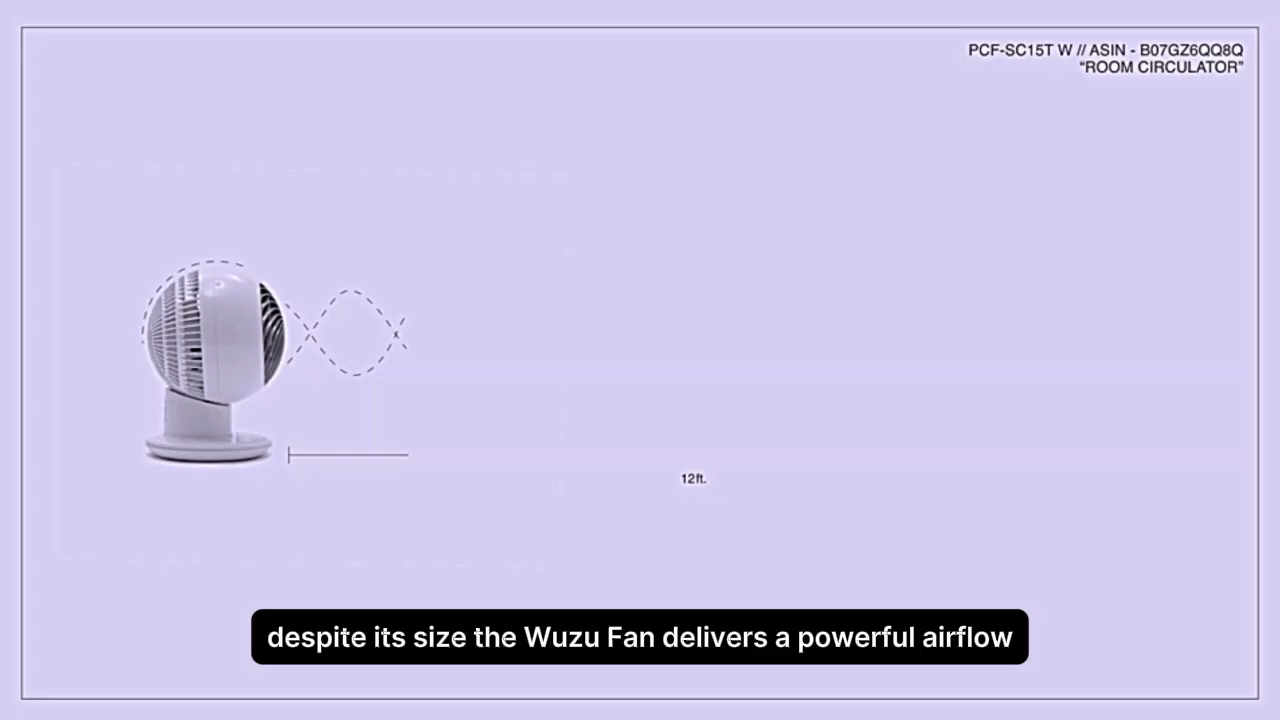 PCF-SC15T W // ASIN - B07GZ6QQ8Q
“ROOM CIRCULATOR”
12ft.
despite its size the Wuzu Fan delivers a powerful airflow